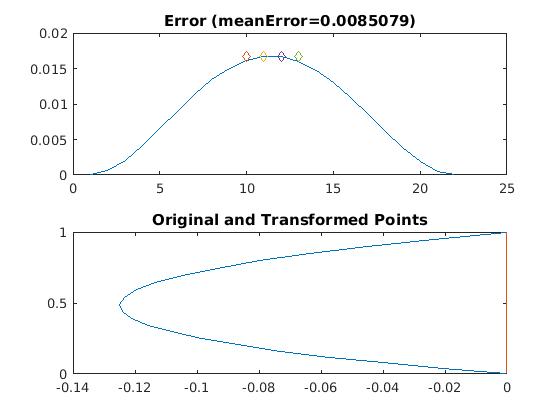 Error (meanError=0.0085079)
0.02
0.015
0.01
0.005
0
0 5 10 15 20 25
Original and Transformed Points
1
0.5
0
-0.14 -0.12 -0.1 -0.08 -0.06 -0.04 -0.02 0